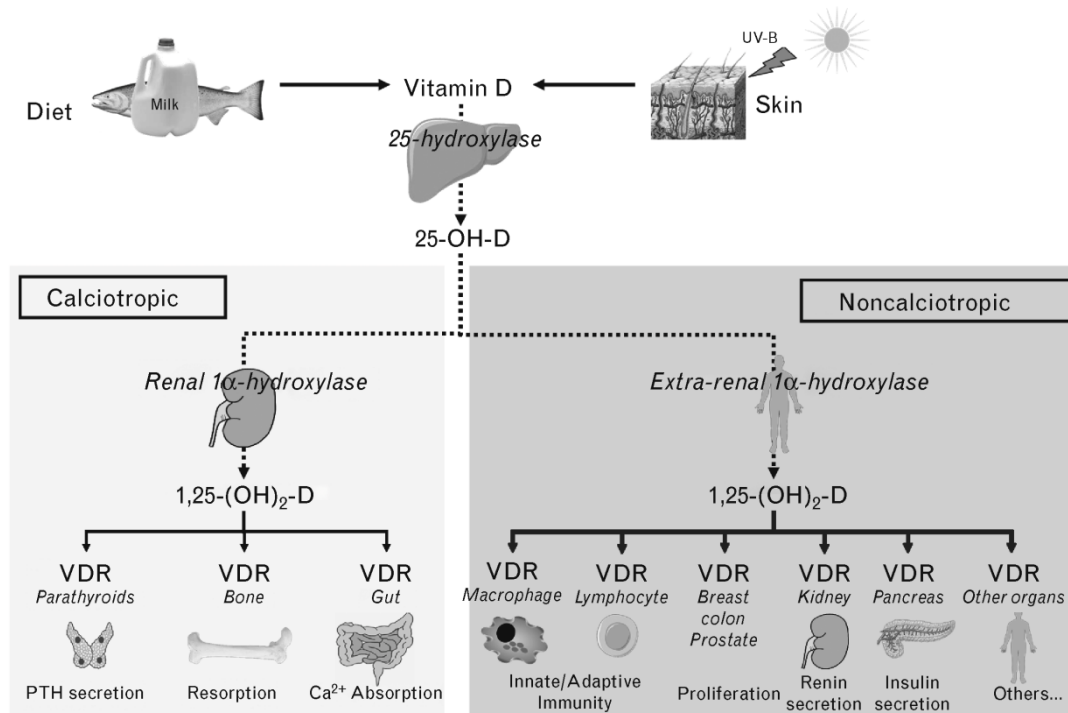 UV-B
Milk
Diet
Vitamin D
Skin
25-hydroxylase
25-OH-D
Calciotropic
Noncalciotropic
Renal 1α-hydroxylase
Extra-renal 1α-hydroxylase
1,25-(OH)₂-D
1,25-(OH)₂-D
VDR
Parathyroids
VDR
Bone
VDR
Gut
VDR
Macrophage
VDR
Lymphocyte
VDR
Breast
colon
Prostate
VDR
Kidney
VDR
Pancreas
VDR
Other organs
PTH secretion
Resorption
Ca²⁺ Absorption
Innate/Adaptive
Immunity
Proliferation
Renin
secretion
Insulin
secretion
Others...